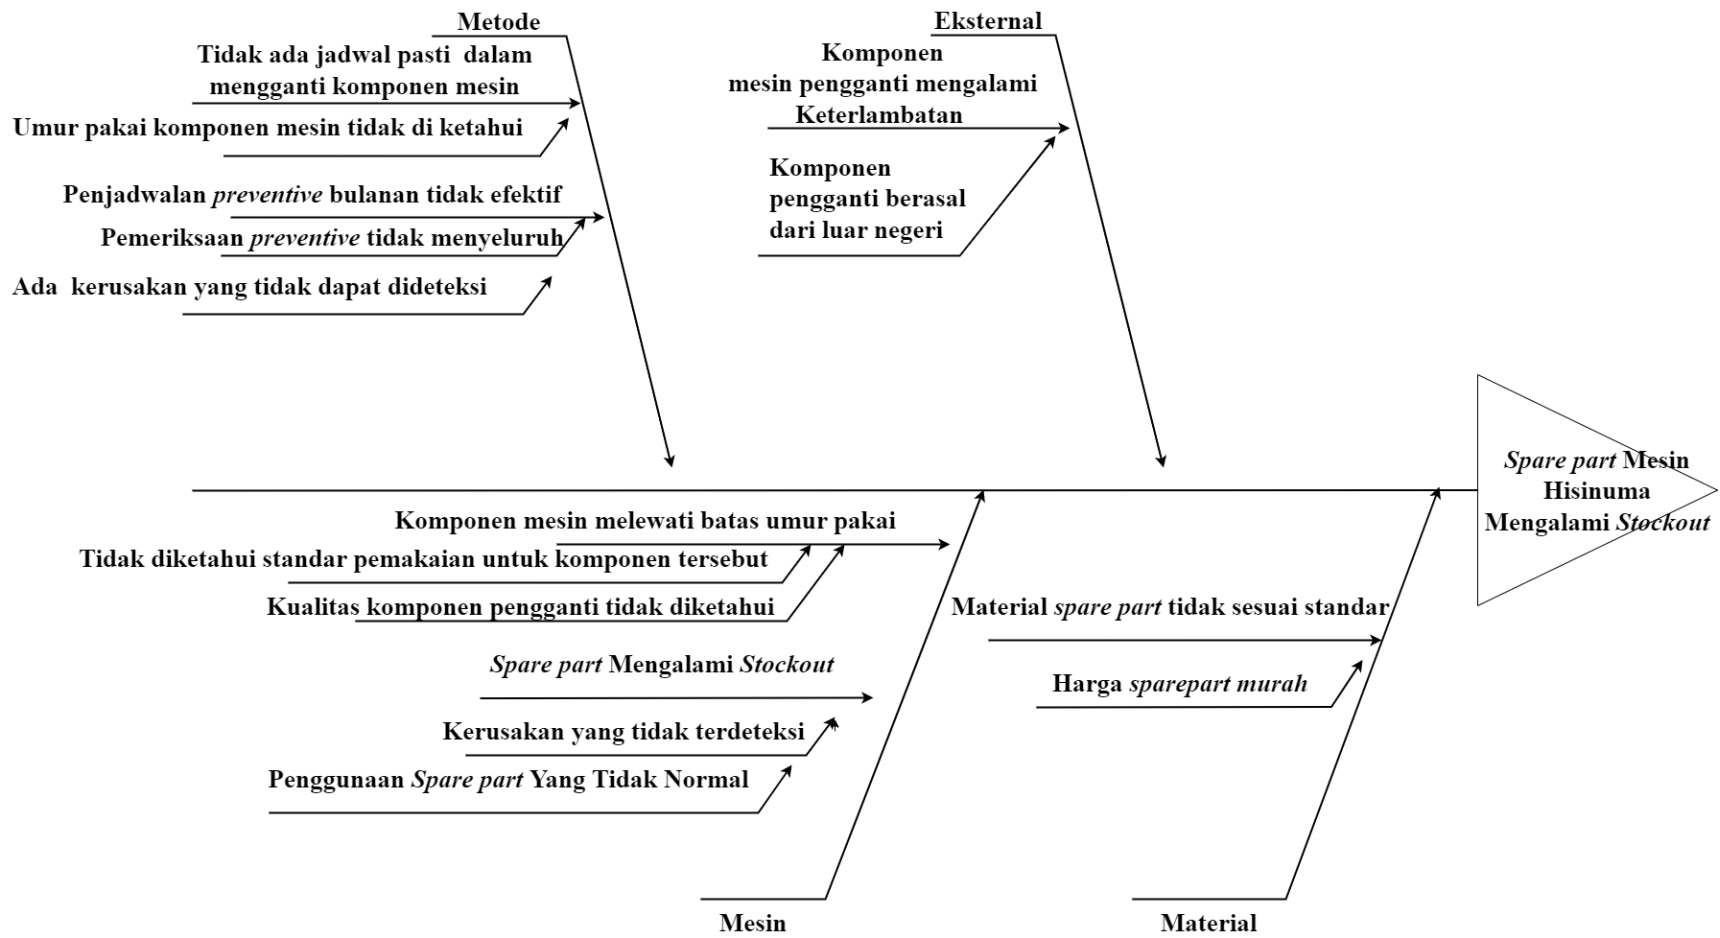 Metode
Tidak ada jadwal pasti dalam
mengganti komponen mesin
Umur pakai komponen mesin tidak di ketahui
Penjadwalan preventive bulanan tidak efektif
Pemeriksaan preventive tidak menyeluruh
Ada kerusakan yang tidak dapat dideteksi
Eksternal
Komponen
mesin pengganti mengalami
Keterlambatan
Komponen
pengganti berasal
dari luar negeri
Spare part Mesin
Hisinuma
Mengalami Stockout
Komponen mesin melewati batas umur pakai
Tidak diketahui standar pemakaian untuk komponen tersebut
Kualitas komponen pengganti tidak diketahui
Spare part Mengalami Stockout
Kerusakan yang tidak terdeteksi
Penggunaan Spare part Yang Tidak Normal
Mesin
Material spare part tidak sesuai standar
Harga sparepart murah
Material